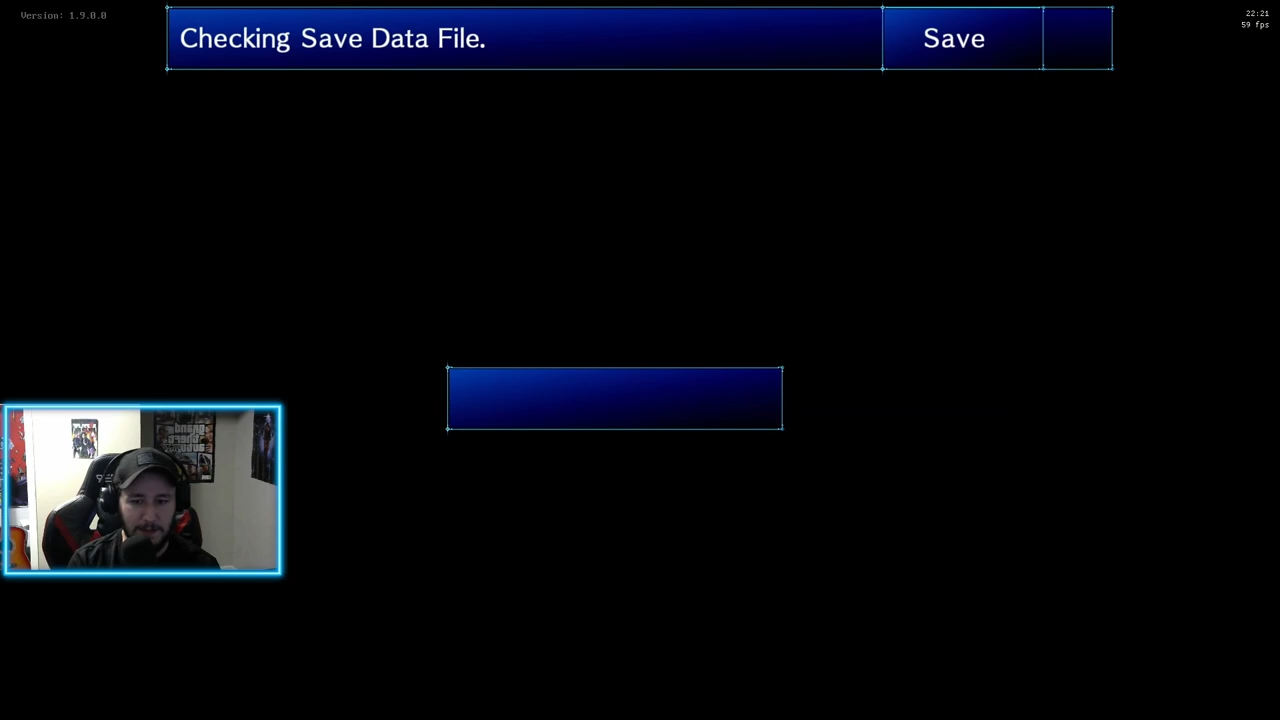 Version: 1.9.0.0
Checking Save Data File.
Save
22:21
59 fps